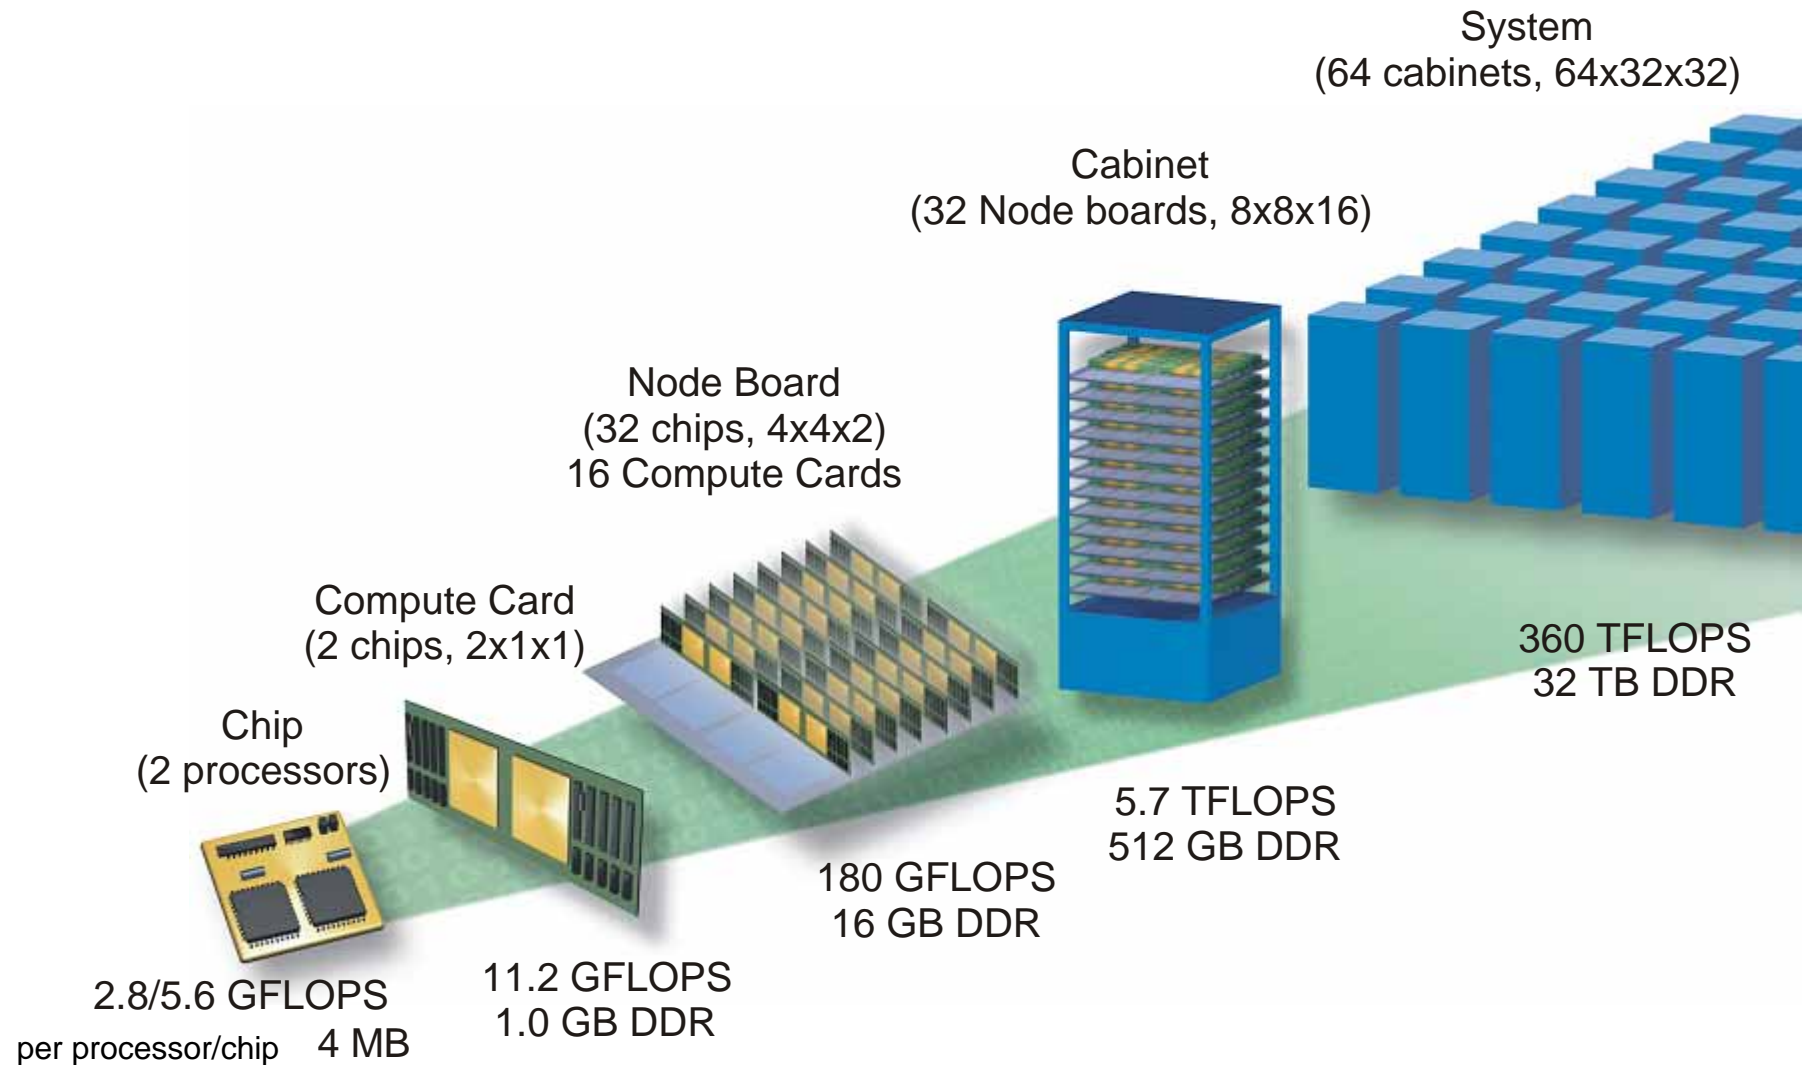 System
(64 cabinets, 64x32x32)
Cabinet
(32 Node boards, 8x8x16)
Node Board
(32 chips, 4x4x2)
16 Compute Cards
Compute Card
(2 chips, 2x1x1)
Chip
(2 processors)
360 TFLOPS
32 TB DDR
5.7 TFLOPS
512 GB DDR
180 GFLOPS
16 GB DDR
11.2 GFLOPS
1.0 GB DDR
2.8/5.6 GFLOPS
per processor/chip 4 MB